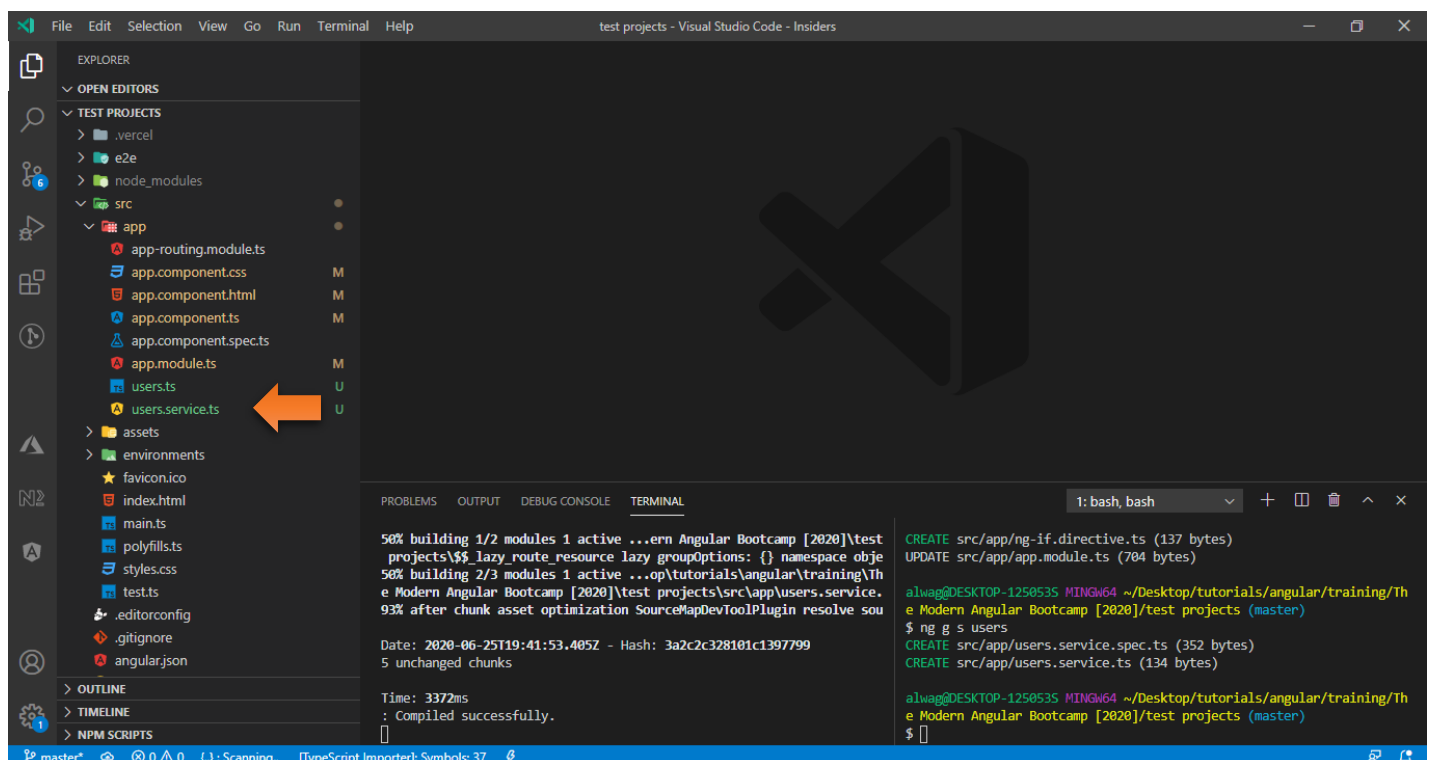 File Edit Selection View Go Run Terminal Help test projects - Visual Studio Code - Insiders
EXPLORER
OPEN EDITORS
TEST PROJECTS
.vercel
e2e
node_modules
src
app
app-routing.module.ts
app.component.css M
app.component.html M
app.component.ts M
app.component.spec.ts
app.module.ts M
users.ts U
users.service.ts U
assets
environments
favicon.ico
index.html
main.ts
polyfills.ts
styles.css
test.ts
.editorconfig
.gitignore
angular.json
OUTLINE
TIMELINE
NPM SCRIPTS
6
1
PROBLEMS OUTPUT DEBUG CONSOLE TERMINAL 1: bash, bash
50% building 1/2 modules 1 active ...ern Angular Bootcamp [2020]\test
projects\$$_lazy_route_resource lazy groupOptions: {} namespace obje
50% building 2/3 modules 1 active ...op\tutorials\angular\training\Th
e Modern Angular Bootcamp [2020]\test projects\src\app\users.service.
93% after chunk asset optimization SourceMapDevToolPlugin resolve sou
Date: 2020-06-25T19:41:53.405Z - Hash: 3a2c2c328101c1397799
5 unchanged chunks
Time: 3372ms
: Compiled successfully.
CREATE src/app/ng-if.directive.ts (137 bytes)
UPDATE src/app/app.module.ts (704 bytes)
alwag@DESKTOP-125053S MINGW64 ~/Desktop/tutorials/angular/training/Th
e Modern Angular Bootcamp [2020]/test projects (master)
$ ng g s users
CREATE src/app/users.service.spec.ts (352 bytes)
CREATE src/app/users.service.ts (134 bytes)
alwag@DESKTOP-125053S MINGW64 ~/Desktop/tutorials/angular/training/Th
e Modern Angular Bootcamp [2020]/test projects (master)
$
master* 0 0 { } : Scanning.. [TypeScript Importer]: Symbols: 37